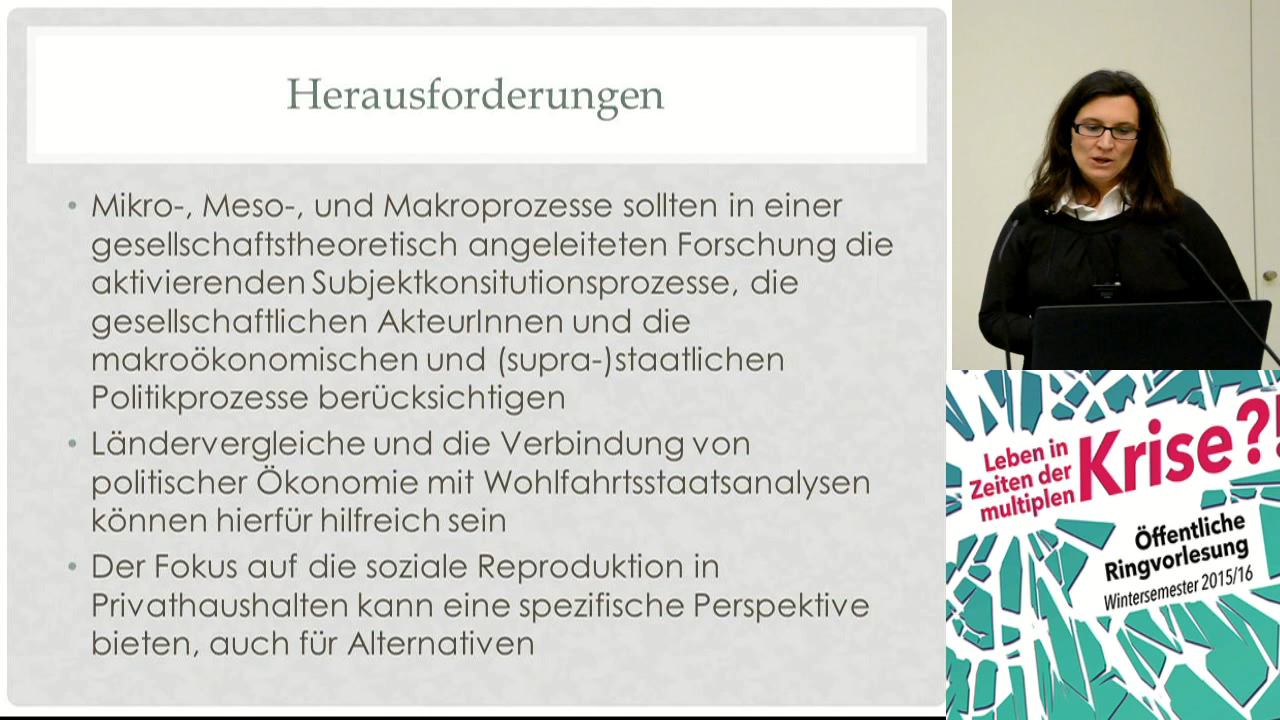 Herausforderungen
• Mikro-, Meso-, und Makroprozesse sollten in einer
gesellschaftstheoretisch angeleiteten Forschung die
aktivierenden Subjektkonsitutionsprozesse, die
gesellschaftlichen AkteurInnen und die
makroökonomischen und (supra-)staatlichen
Politikprozesse berücksichtigen
• Ländervergleiche und die Verbindung von
politischer Ökonomie mit Wohlfahrtsstaatsanalysen
können hierfür hilfreich sein
• Der Fokus auf die soziale Reproduktion in
Privathaushalten kann eine spezifische Perspektive
bieten, auch für Alternativen
Leben in
Zeiten der
multiplen
Krise?!
Öffentliche
Ringvorlesung
Wintersemester 2015/16